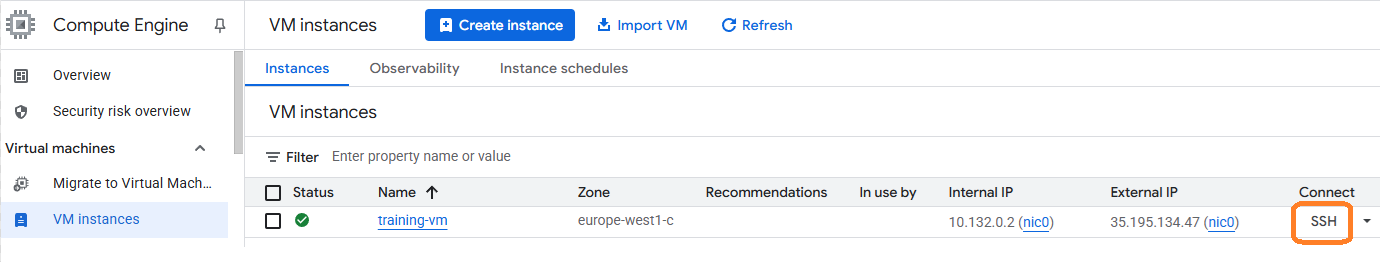 Compute Engine
VM instances
Create instance
Import VM
Refresh
Overview
Security risk overview
Virtual machines
Migrate to Virtual Mach...
VM instances
Instances
Observability
Instance schedules
VM instances
Filter
Enter property name or value
Status
Name
Zone
Recommendations
In use by
Internal IP
External IP
Connect
training-vm
europe-west1-c
10.132.0.2 (nic0)
35.195.134.47 (nic0)
SSH